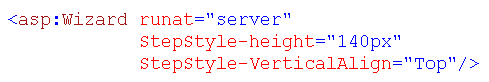 <asp:Wizard runat="server"
StepStyle-height="140px"
StepStyle-VerticalAlign="Top"/>